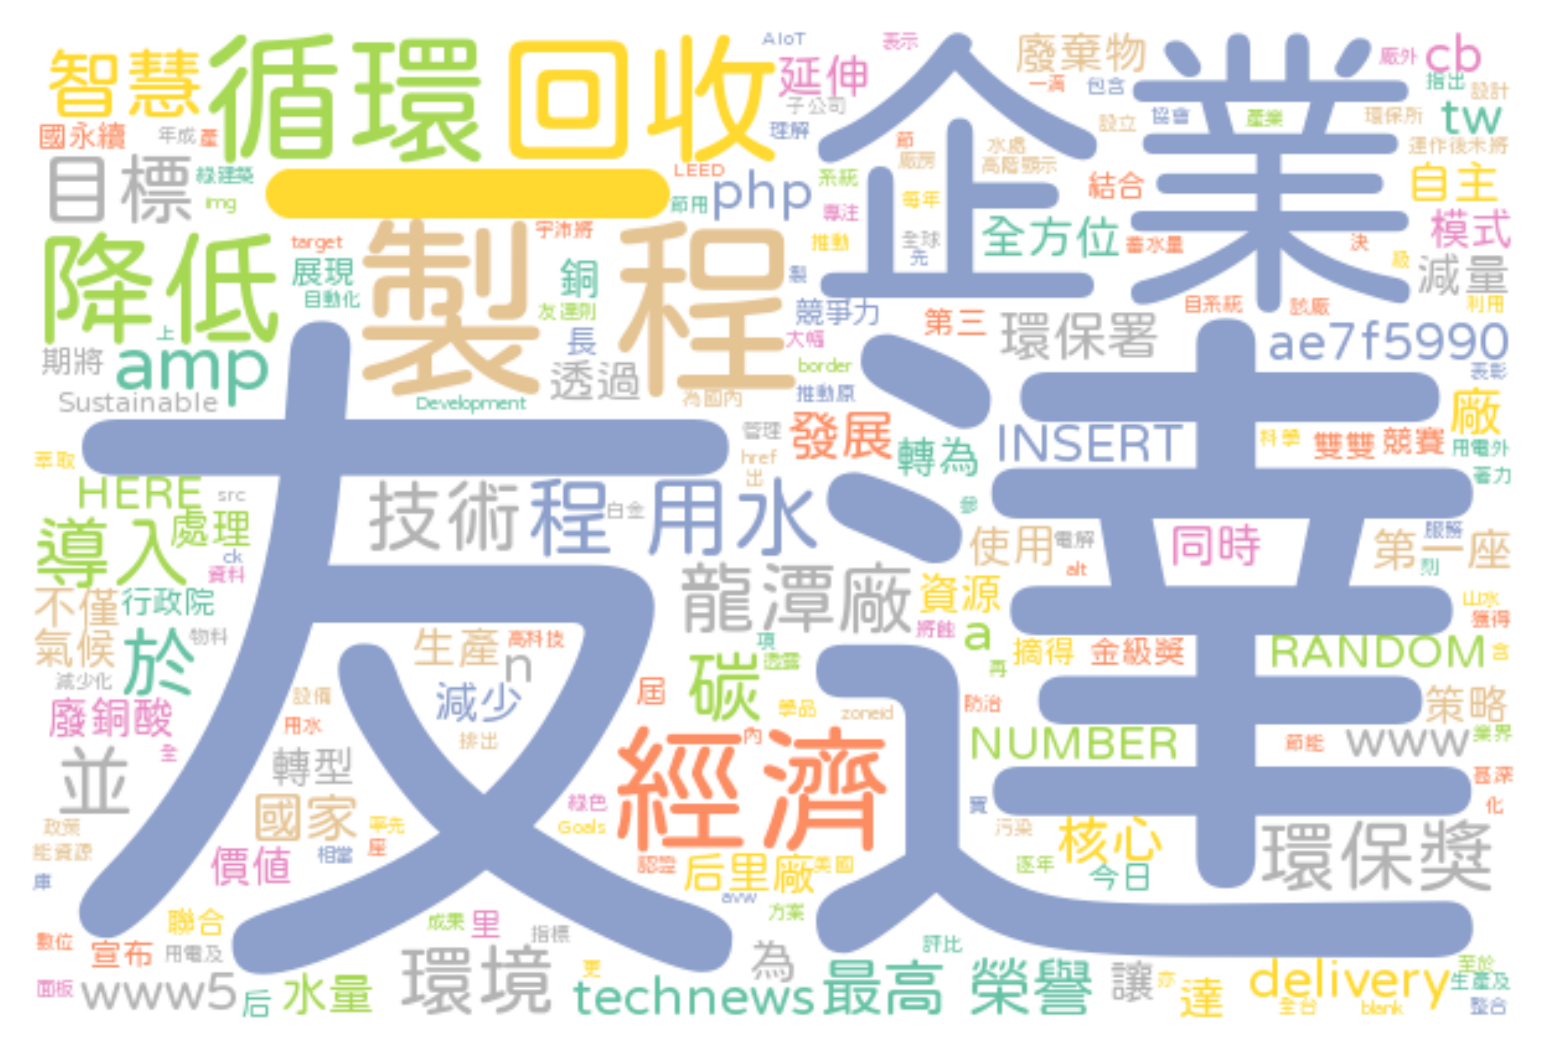 智慧 循環 回收 AIoT 表示 企業 廢棄物 廠外 cb
延伸 一滴 包含 指出 設計
國永續 年成 產 子公司 理解 設立 協會 產業 環保所 tw
節 水處 運作後未將
目標 綠建築 LEED 廠房 高階顯示
img 一 節用 php 系統 每年 結合 自主
降低 target 製程 宇沛將 專注 推動 全球 全方位 蓄水量 決 模式
展現 銅 製 先 級 減量
自動化 友達則 競爭力 目系統 該廠 利用
上 長 大幅 第三 環保署 ae7f5990
期將 amp 透過 border 表彰
Sustainable Development 為國內 推動原 廠
友達 管理 發展 轉為 INSERT 科學 雙雙 競賽 用電外
萃取 href 出 著力
HERE src 技術 程 用水 白金 參
導入 處理 使用 電解 同時 第一座 服務
ck 資料 龍潭廠 alt 別
不僅 行政院 資源 山水
氣候 於 物料 生產 高科技 項 將蝕 a 摘得 金級獎 RANDOM 含 獲得
減少化 n 碳 透露 再
廢銅酸 設備 減少 屆 學品 zoneid 防治 策略
用水 排出 內 NUMBER 節能 www 業界
全 並 轉型 經濟 甚深
國家 綠色 買 化
政策 率先 Goals 污染 核心 環保獎
能資源 價值 相當 座 認證 后里廠 美國 逐年 今日
庫 avw
聯合 成果 里 指標 方案 評比
數位 宣布 用電及 環境 更 為 至於
面板 www5 后 水量 technews 最高 榮譽 讓 亦 達 delivery 生產及
全台 blank 整合